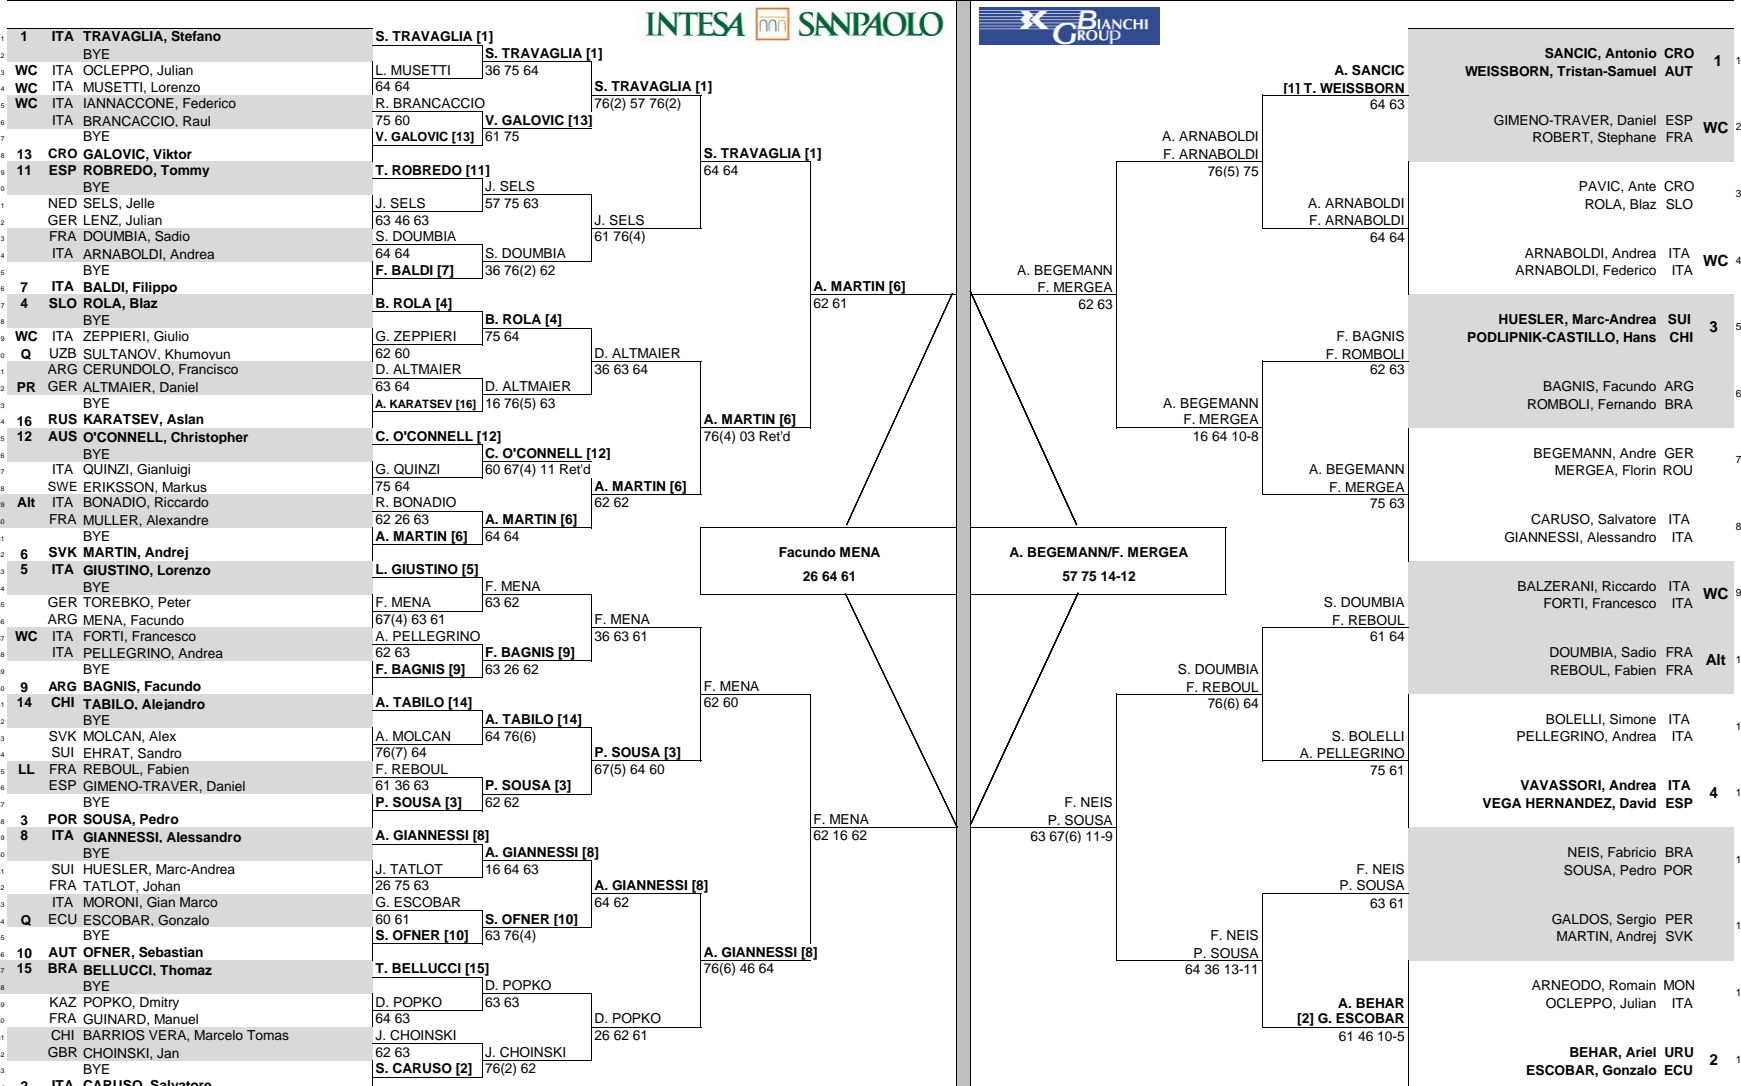 INTESA SANPAOLO
BIANCHI GROUP
1 ITA TRAVAGLIA, Stefano
BYE
WC ITA OCLEPPO, Julian
WC ITA MUSETTI, Lorenzo
WC ITA IANNACCONE, Federico
ITA BRANCACCIO, Raul
BYE
13 CRO GALOVIC, Viktor
11 ESP ROBREDO, Tommy
BYE
NED SELS, Jelle
GER LENZ, Julian
FRA DOUMBIA, Sadio
ITA ARNABOLDI, Andrea
BYE
7 ITA BALDI, Filippo
4 SLO ROLA, Blaz
BYE
WC ITA ZEPPIERI, Giulio
Q UZB SULTANOV, Khumoyun
ARG CERUNDOLO, Francisco
PR GER ALTMAIER, Daniel
BYE
16 RUS KARATSEV, Aslan
12 AUS O'CONNELL, Christopher
BYE
ITA QUINZI, Gianluigi
SWE ERIKSSON, Markus
Alt ITA BONADIO, Riccardo
FRA MULLER, Alexandre
BYE
6 SVK MARTIN, Andrej
5 ITA GIUSTINO, Lorenzo
BYE
GER TOREBKO, Peter
ARG MENA, Facundo
WC ITA FORTI, Francesco
ITA PELLEGRINO, Andrea
BYE
9 ARG BAGNIS, Facundo
14 CHI TABILO, Alejandro
BYE
SVK MOLCAN, Alex
SUI EHRAT, Sandro
LL FRA REBOUL, Fabien
ESP GIMENO-TRAVER, Daniel
BYE
3 POR SOUSA, Pedro
8 ITA GIANNESSI, Alessandro
BYE
SUI HUESLER, Marc-Andrea
FRA TATLOT, Johan
ITA MORONI, Gian Marco
Q ECU ESCOBAR, Gonzalo
BYE
10 AUT OFNER, Sebastian
15 BRA BELLUCCI, Thomaz
BYE
KAZ POPKO, Dmitry
FRA GUINARD, Manuel
CHI BARRIOS VERA, Marcelo Tomas
GBR CHOINSKI, Jan
BYE
2 ITA CARUSO, Salvatore
S. TRAVAGLIA [1]
L. MUSETTI
64 64
R. BRANCACCIO
75 60
V. GALOVIC [13]
T. ROBREDO [11]
J. SELS
63 46 63
S. DOUMBIA
64 64
F. BALDI [7]
B. ROLA [4]
G. ZEPPIERI
62 60
D. ALTMAIER
63 64
A. KARATSEV [16]
C. O'CONNELL [12]
G. QUINZI
75 64
R. BONADIO
62 26 63
A. MARTIN [6]
L. GIUSTINO [5]
F. MENA
67(4) 63 61
A. PELLEGRINO
62 63
F. BAGNIS [9]
A. TABILO [14]
A. MOLCAN
76(7) 64
F. REBOUL
61 36 63
P. SOUSA [3]
A. GIANNESSI [8]
J. TATLOT
26 75 63
G. ESCOBAR
60 61
S. OFNER [10]
T. BELLUCCI [15]
D. POPKO
64 63
J. CHOINSKI
62 63
S. CARUSO [2]
S. TRAVAGLIA [1]
36 75 64
V. GALOVIC [13]
61 75
J. SELS
57 75 63
S. DOUMBIA
36 76(2) 62
B. ROLA [4]
75 64
D. ALTMAIER
16 76(5) 63
C. O'CONNELL [12]
60 67(4) 11 Ret'd
A. MARTIN [6]
64 64
F. MENA
63 62
F. BAGNIS [9]
63 26 62
A. TABILO [14]
64 76(6)
P. SOUSA [3]
62 62
A. GIANNESSI [8]
16 64 63
S. OFNER [10]
63 76(4)
D. POPKO
63 63
J. CHOINSKI
76(2) 62
S. TRAVAGLIA [1]
76(2) 57 76(2)
J. SELS
61 76(4)
D. ALTMAIER
36 63 64
A. MARTIN [6]
62 62
F. MENA
36 63 61
P. SOUSA [3]
67(5) 64 60
A. GIANNESSI [8]
64 62
D. POPKO
26 62 61
S. TRAVAGLIA [1]
64 64
A. MARTIN [6]
76(4) 03 Ret'd
F. MENA
62 60
A. GIANNESSI [8]
76(6) 46 64
A. MARTIN [6]
62 61
F. MENA
62 16 62
Facundo MENA
26 64 61
A. BEGEMANN/F. MERGEA
57 75 14-12
A. BEGEMANN
F. MERGEA
62 63
F. NEIS
P. SOUSA
63 67(6) 11-9
A. ARNABOLDI
F. ARNABOLDI
76(5) 75
A. BEGEMANN
F. MERGEA
16 64 10-8
S. DOUMBIA
F. REBOUL
76(6) 64
F. NEIS
P. SOUSA
64 36 13-11
A. SANCIC
[1] T. WEISSBORN
64 63
A. ARNABOLDI
F. ARNABOLDI
64 64
F. BAGNIS
F. ROMBOLI
62 63
A. BEGEMANN
F. MERGEA
75 63
S. DOUMBIA
F. REBOUL
61 64
S. BOLELLI
A. PELLEGRINO
75 61
F. NEIS
P. SOUSA
63 61
A. BEHAR
[2] G. ESCOBAR
61 46 10-5
SANCIC, Antonio CRO
WEISSBORN, Tristan-Samuel AUT
1 1
GIMENO-TRAVER, Daniel ESP
ROBERT, Stephane FRA
WC 2
PAVIC, Ante CRO
ROLA, Blaz SLO
3
ARNABOLDI, Andrea ITA
ARNABOLDI, Federico ITA
WC 4
HUESLER, Marc-Andrea SUI
PODLIPNIK-CASTILLO, Hans CHI
3 5
BAGNIS, Facundo ARG
ROMBOLI, Fernando BRA
6
BEGEMANN, Andre GER
MERGEA, Florin ROU
7
CARUSO, Salvatore ITA
GIANNESSI, Alessandro ITA
8
BALZERANI, Riccardo ITA
FORTI, Francesco ITA
WC 9
DOUMBIA, Sadio FRA
REBOUL, Fabien FRA
Alt 1
BOLELLI, Simone ITA
PELLEGRINO, Andrea ITA
1
VAVASSORI, Andrea ITA
VEGA HERNANDEZ, David ESP
4 1
NEIS, Fabricio BRA
SOUSA, Pedro POR
1
GALDOS, Sergio PER
MARTIN, Andrej SVK
1
ARNEODO, Romain MON
OCLEPPO, Julian ITA
1
BEHAR, Ariel URU
ESCOBAR, Gonzalo ECU
2 1